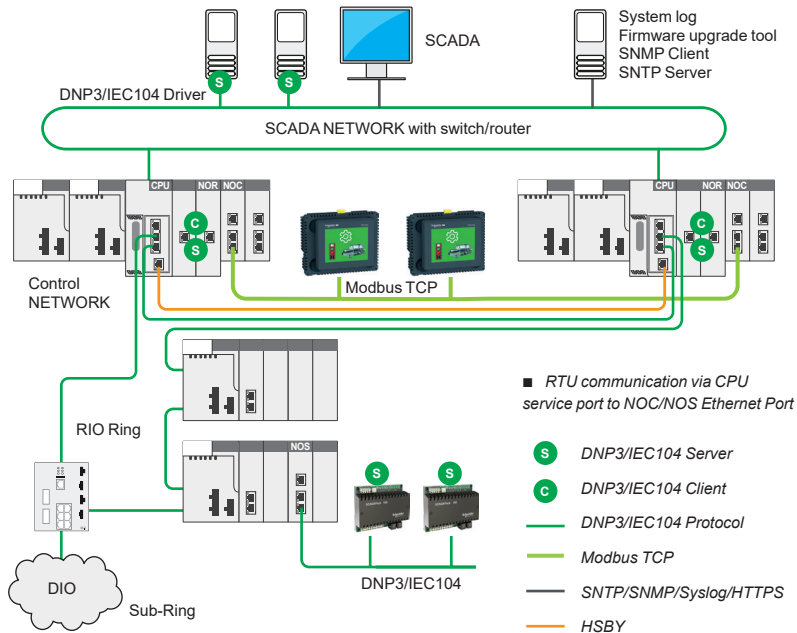 System log
Firmware upgrade tool
SNMP Client
SNTP Server
SCADA
S
S
DNP3/IEC104 Driver
SCADA NETWORK with switch/router
CPU
NOR
NOC
CPU
NOR
NOC
C
S
C
S
Control
NETWORK
Modbus TCP
■ RTU communication via CPU
service port to NOC/NOS Ethernet Port
RIO Ring
NOS
S
S
S
DNP3/IEC104 Server
C
DNP3/IEC104 Client
DNP3/IEC104 Protocol
Modbus TCP
SNTP/SNMP/Syslog/HTTPS
HSBY
DNP3/IEC104
DIO
Sub-Ring